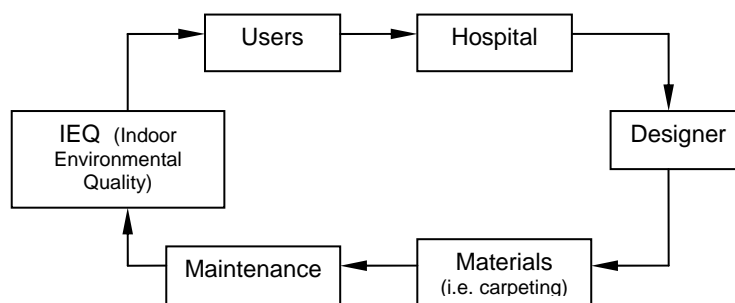 Users
Hospital
IEQ (Indoor
Environmental
Quality)
Designer
Maintenance
Materials
(i.e. carpeting)